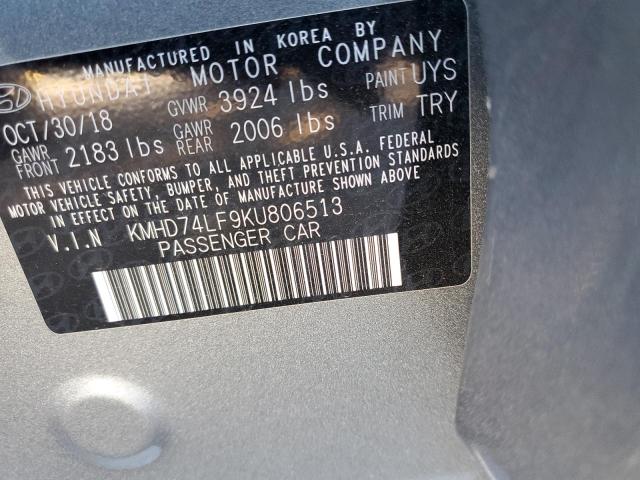 MANUFACTURED IN KOREA BY
HYUNDAI MOTOR COMPANY
OCT/30/18 GVWR 3924 lbs PAINT UYS
GAWR FRONT 2183 lbs GAWR REAR 2006 lbs TRIM TRY
THIS VEHICLE CONFORMS TO ALL APPLICABLE U.S.A. FEDERAL
MOTOR VEHICLE SAFETY, BUMPER, AND THEFT PREVENTION STANDARDS
IN EFFECT ON THE DATE OF MANUFACTURE SHOWN ABOVE
V.I.N KMHD74LF9KU806513
PASSENGER CAR